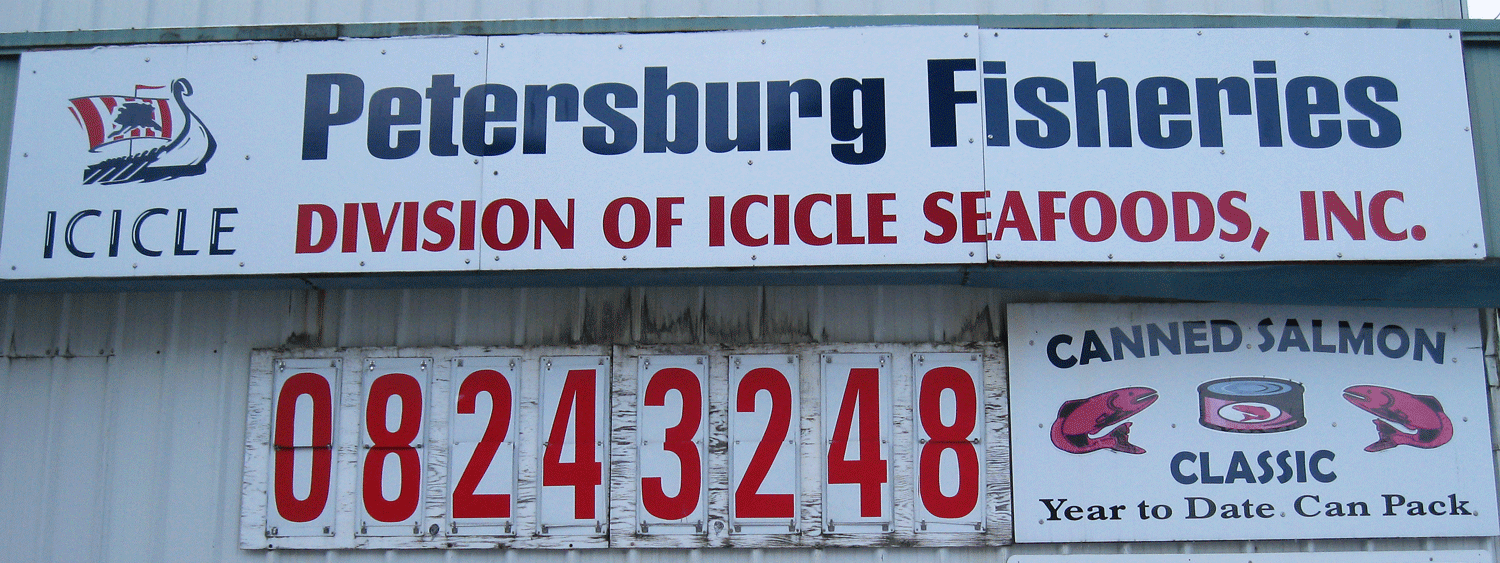 Petersburg Fisheries
ICICLE
DIVISION OF ICICLE SEAFOODS, INC.
08243248
CANNED SALMON
CLASSIC
Year to Date Can Pack